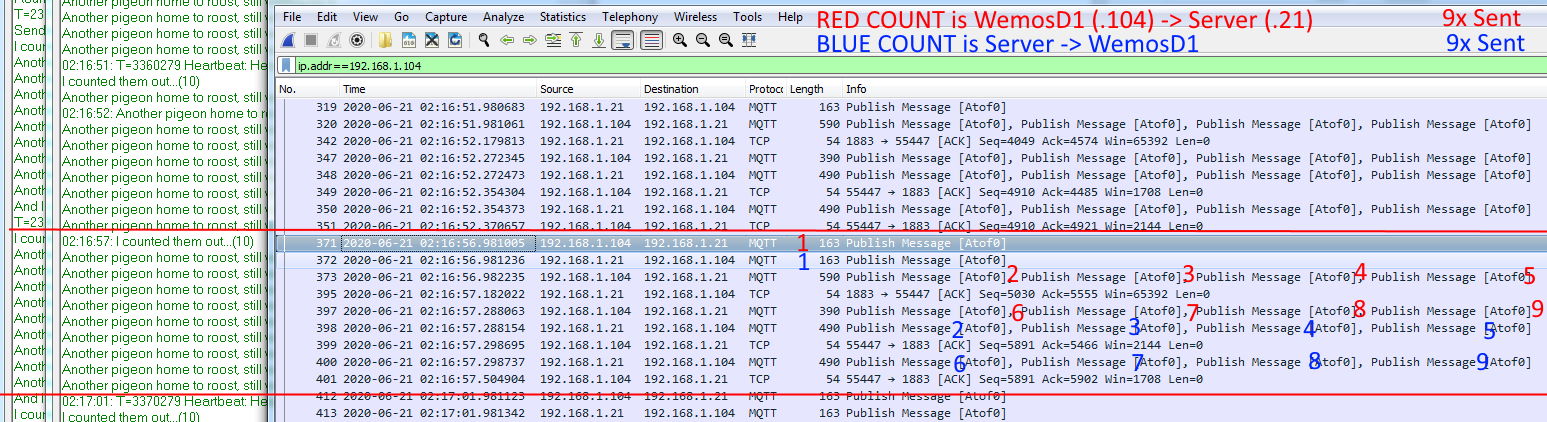 T=23
Send
I coun
Anoth
Anoth
Anoth
Anoth
Anoth
Anoth
Anoth
Anoth
Anoth
And I
T=23
I coun
Anoth
Anoth
Anoth
Anoth
Anoth
Anoth
Anoth
Anoth
Anoth
And I
I coun
Another pigeon home to roost, still
Another pigeon home to roost, still
Another pigeon home to roost, still
Another pigeon home to roost, still
02:16:51: T=3360279 Heartbeat: He
I counted them out...(10)
Another pigeon home to roost, still
02:16:52: Another pigeon home to r
Another pigeon home to roost, still
Another pigeon home to roost, still
Another pigeon home to roost, still
Another pigeon home to roost, still
Another pigeon home to roost, still
Another pigeon home to roost, still
Another pigeon home to roost, still
02:16:57: I counted them out...(10)
Another pigeon home to roost, still
Another pigeon home to roost, still
Another pigeon home to roost, still
Another pigeon home to roost, still
Another pigeon home to roost, still
Another pigeon home to roost, still
Another pigeon home to roost, still
Another pigeon home to roost, still
Another pigeon home to roost, still
02:17:01: T=3370279 Heartbeat: He
I counted them out...(10)
File Edit View Go Capture Analyze Statistics Telephony Wireless Tools Help
RED COUNT is WemosD1 (.104) -> Server (.21) 9x Sent
BLUE COUNT is Server -> WemosD1 9x Sent
ip.addr==192.168.1.104
No. Time Source Destination Protocc Length Info
319 2020-06-21 02:16:51.980683 192.168.1.21 192.168.1.104 MQTT 163 Publish Message [Atof0]
320 2020-06-21 02:16:51.981061 192.168.1.104 192.168.1.21 MQTT 590 Publish Message [Atof0], Publish Message [Atof0], Publish Message [Atof0], Publish Message [Atof0]
342 2020-06-21 02:16:52.179813 192.168.1.21 192.168.1.104 TCP 54 1883 → 55447 [ACK] Seq=4049 Ack=4574 Win=65392 Len=0
347 2020-06-21 02:16:52.272345 192.168.1.104 192.168.1.21 MQTT 390 Publish Message [Atof0], Publish Message [Atof0], Publish Message [Atof0], Publish Message [Atof0]
348 2020-06-21 02:16:52.272473 192.168.1.21 192.168.1.104 MQTT 490 Publish Message [Atof0], Publish Message [Atof0], Publish Message [Atof0], Publish Message [Atof0]
349 2020-06-21 02:16:52.354304 192.168.1.104 192.168.1.21 TCP 54 55447 → 1883 [ACK] Seq=4910 Ack=4485 Win=1708 Len=0
350 2020-06-21 02:16:52.354373 192.168.1.21 192.168.1.104 MQTT 490 Publish Message [Atof0], Publish Message [Atof0], Publish Message [Atof0], Publish Message [Atof0]
351 2020-06-21 02:16:52.370657 192.168.1.104 192.168.1.21 TCP 54 55447 → 1883 [ACK] Seq=4910 Ack=4921 Win=2144 Len=0
371 2020-06-21 02:16:56.981005 192.168.1.104 192.168.1.21 MQTT 1 163 Publish Message [Atof0]
372 2020-06-21 02:16:56.981236 192.168.1.21 192.168.1.104 MQTT 1 163 Publish Message [Atof0]
373 2020-06-21 02:16:56.982235 192.168.1.104 192.168.1.21 MQTT 590 Publish Message [Atof0], 2 Publish Message [Atof0], 3 Publish Message [Atof0], 4 Publish Message [Atof0] 5
395 2020-06-21 02:16:57.182022 192.168.1.21 192.168.1.104 TCP 54 1883 → 55447 [ACK] Seq=5030 Ack=5555 Win=65392 Len=0
397 2020-06-21 02:16:57.288063 192.168.1.104 192.168.1.21 MQTT 390 Publish Message [Atof0], 6 Publish Message [Atof0], 7 Publish Message [Atof0], 8 Publish Message [Atof0] 9
398 2020-06-21 02:16:57.288154 192.168.1.21 192.168.1.104 MQTT 490 Publish Message 2 [Atof0], Publish Message 3 [Atof0], Publish Message 4 [Atof0], Publish Message 5 [Atof0]
399 2020-06-21 02:16:57.298695 192.168.1.104 192.168.1.21 TCP 54 55447 → 1883 [ACK] Seq=5891 Ack=5466 Win=2144 Len=0
400 2020-06-21 02:16:57.298737 192.168.1.21 192.168.1.104 MQTT 490 Publish Message 6 [Atof0], Publish Message 7 [Atof0], Publish Message 8 [Atof0], Publish Message 9 [Atof0]
401 2020-06-21 02:16:57.504904 192.168.1.104 192.168.1.21 TCP 54 55447 → 1883 [ACK] Seq=5891 Ack=5902 Win=1708 Len=0
412 2020-06-21 02:17:01.981123 192.168.1.104 192.168.1.21 MQTT 163 Publish Message [Atof0]
413 2020-06-21 02:17:01.981342 192.168.1.21 192.168.1.104 MQTT 163 Publish Message [Atof0]